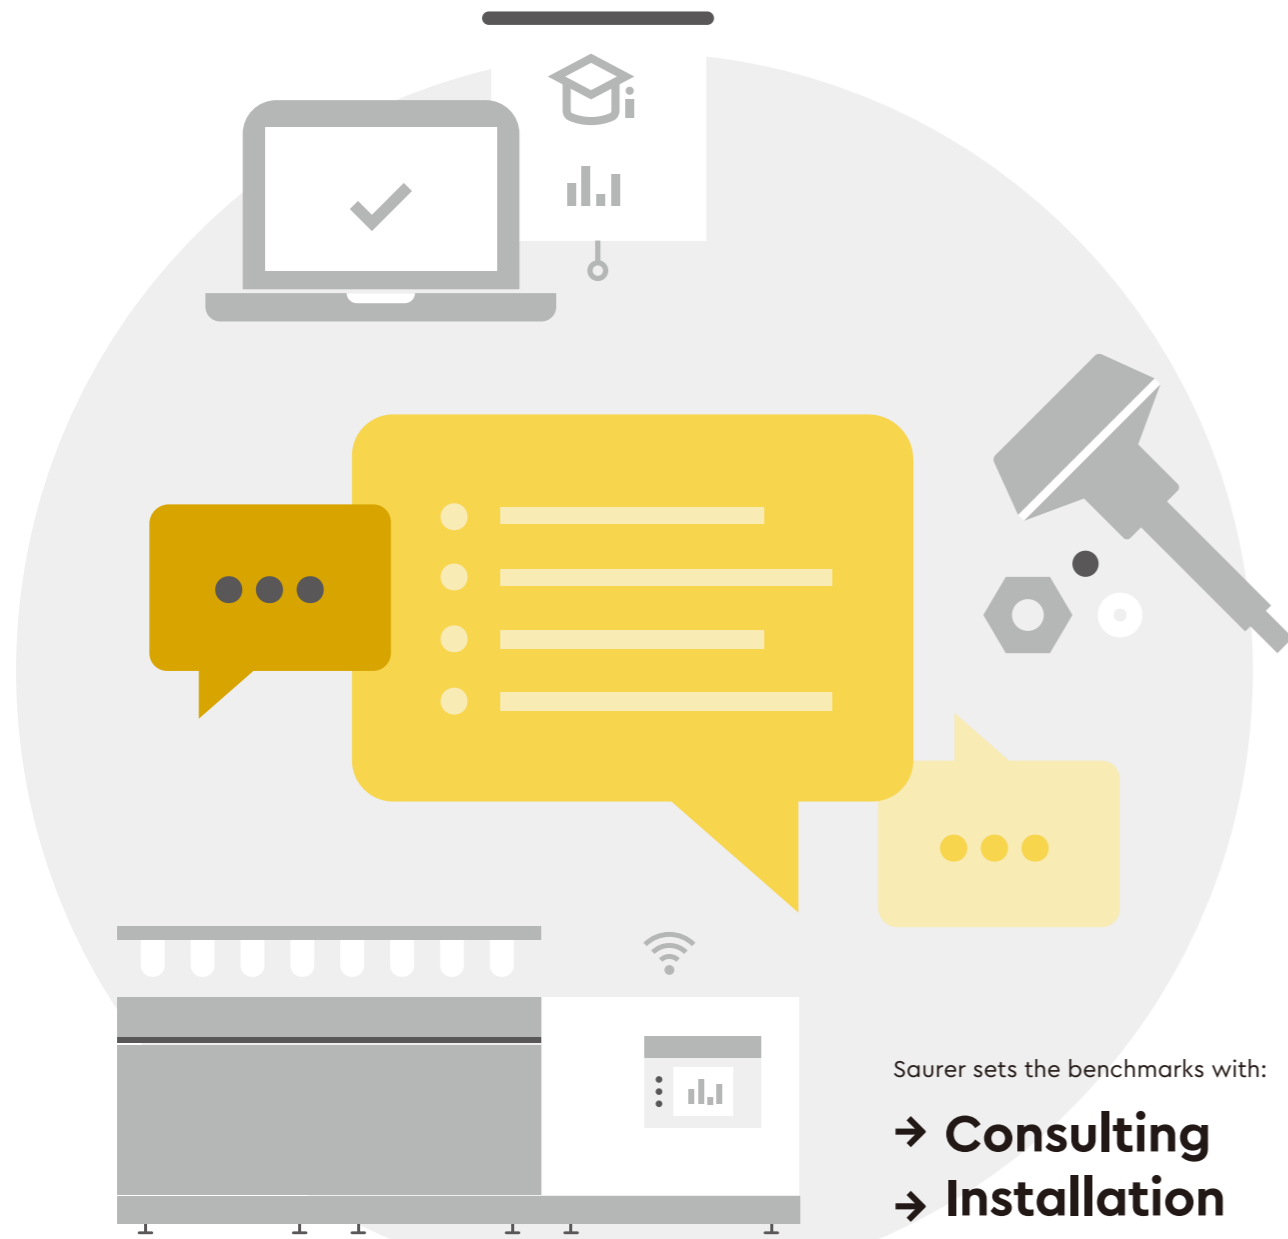 Saurer sets the benchmarks with:
→ Consulting
→ Installation